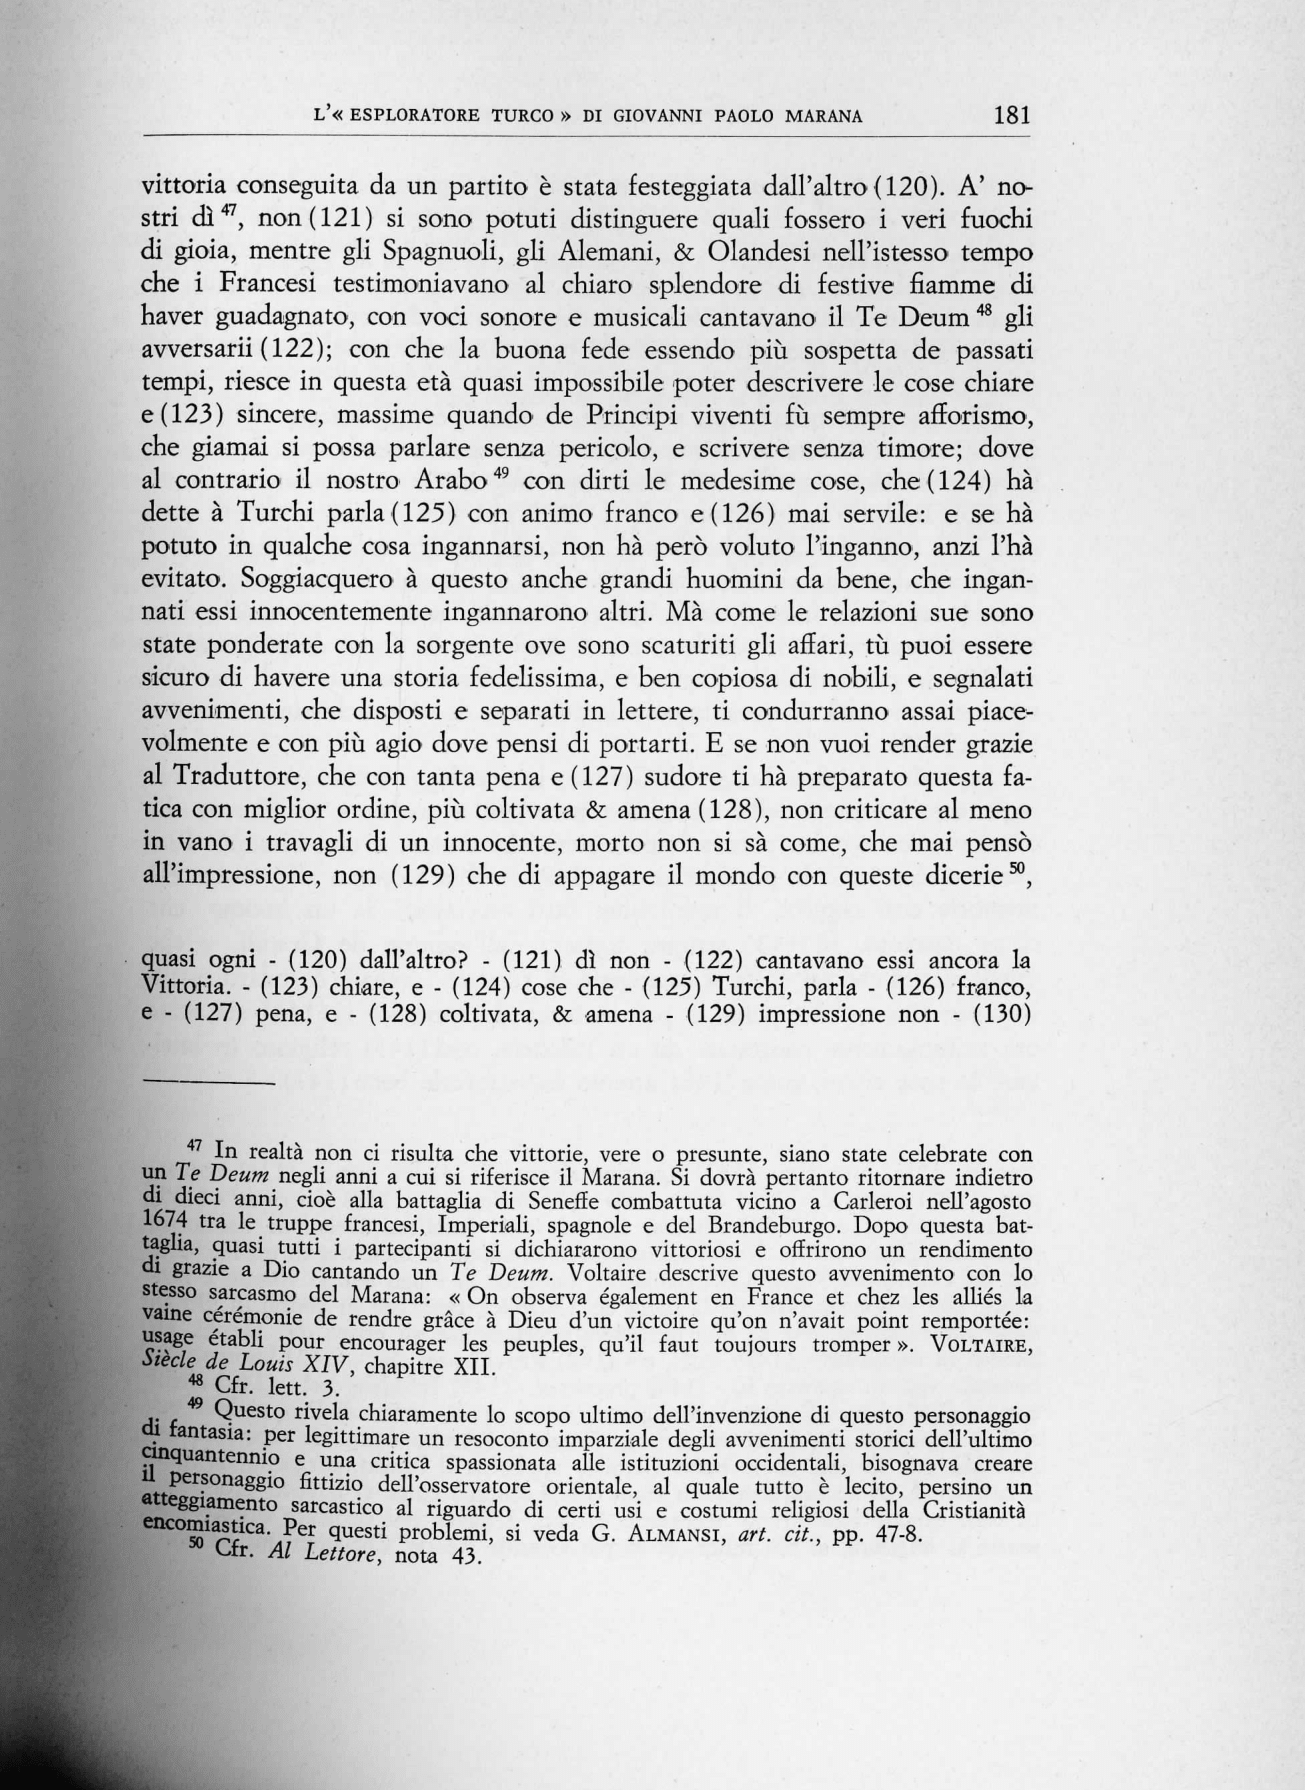 L'« ESPLORATORE TURCO » DI GIOVANNI PAOLO MARANA 181
vittoria conseguita da un partito è stata festeggiata dall'altro (120). A' no-
stri dì 47, non (121) si sono potuti distinguere quali fossero i veri fuochi
di gioia, mentre gli Spagnuoli, gli Alemani, & Olandesi nell'istesso tempo
che i Francesi testimoniavano al chiaro splendore di festive fiamme di
haver guadagnato, con voci sonore e musicali cantavano il Te Deum 48 gli
avversarii (122); con che la buona fede essendo più sospetta de passati
tempi, riesce in questa età quasi impossibile poter descrivere le cose chiare
e (123) sincere, massime quando de Principi viventi fù sempre afforismo,
che giamai si possa parlare senza pericolo, e scrivere senza timore; dove
al contrario il nostro Arabo 49 con dirti le medesime cose, che (124) hà
dette à Turchi parla (125) con animo franco e (126) mai servile: e se hà
potuto in qualche cosa ingannarsi, non hà però voluto l'inganno, anzi l'hà
evitato. Soggiacquero à questo anche grandi huomini da bene, che ingan-
nati essi innocentemente ingannarono altri. Mà come le relazioni sue sono
state ponderate con la sorgente ove sono scaturiti gli affari, tù puoi essere
sicuro di havere una storia fedelissima, e ben copiosa di nobili, e segnalati
avvenimenti, che disposti e separati in lettere, ti condurranno assai piace-
volmente e con più agio dove pensi di portarti. E se non vuoi render grazie
al Traduttore, che con tanta pena e (127) sudore ti hà preparato questa fa-
tica con miglior ordine, più coltivata & amena (128), non criticare al meno
in vano i travagli di un innocente, morto non si sà come, che mai pensò
all'impressione, non (129) che di appagare il mondo con queste dicerie 50,
quasi ogni - (120) dall'altro? - (121) dì non - (122) cantavano essi ancora la
Vittoria. - (123) chiare, e - (124) cose che - (125) Turchi, parla - (126) franco,
e - (127) pena, e - (128) coltivata, & amena - (129) impressione non - (130)
47 In realtà non ci risulta che vittorie, vere o presunte, siano state celebrate con
un Te Deum negli anni a cui si riferisce il Marana. Si dovrà pertanto ritornare indietro
di dieci anni, cioè alla battaglia di Seneffe combattuta vicino a Carleroi nell'agosto
1674 tra le truppe francesi, Imperiali, spagnole e del Brandeburgo. Dopo questa bat-
taglia, quasi tutti i partecipanti si dichiararono vittoriosi e offrirono un rendimento
di grazie a Dio cantando un Te Deum. Voltaire descrive questo avvenimento con lo
stesso sarcasmo del Marana: « On observa également en France et chez les alliés la
vaine cérémonie de rendre grâce à Dieu d'un victoire qu'on n'avait point remportée:
usage établi pour encourager les peuples, qu'il faut toujours tromper ». VOLTAIRE,
Siècle de Louis XIV, chapitre XII.
48 Cfr. lett. 3.
49 Questo rivela chiaramente lo scopo ultimo dell'invenzione di questo personaggio
di fantasia: per legittimare un resoconto imparziale degli avvenimenti storici dell'ultimo
cinquantennio e una critica spassionata alle istituzioni occidentali, bisognava creare
il personaggio fittizio dell'osservatore orientale, al quale tutto è lecito, persino un
atteggiamento sarcastico al riguardo di certi usi e costumi religiosi della Cristianità
encomiastica. Per questi problemi, si veda G. ALMANSI, art. cit., pp. 47-8.
50 Cfr. Al Lettore, nota 43.